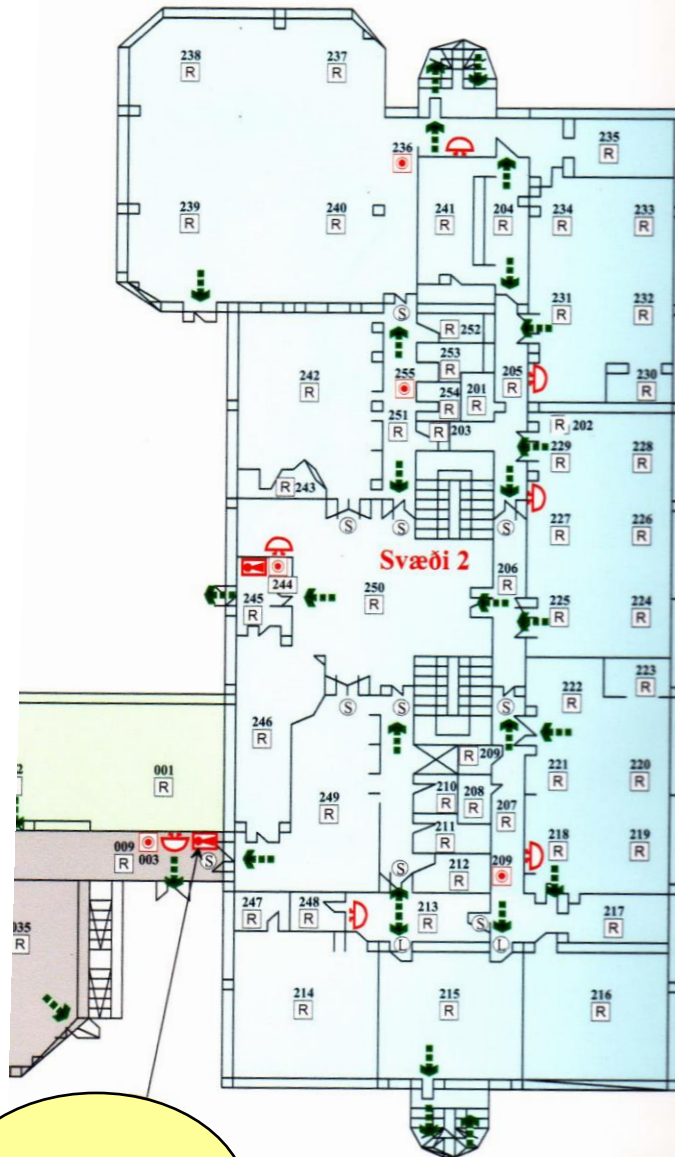 238 237
R R
236
235
R
239 240 241 204 234 233
R R R R R R
231 232
R R
S
252
R
242
R
253
R
255
254
R
201
R
205
R
230
R
251
R
203
R
R 202
229 228
R R
243
R
S S S
227 226
R R
Svæði 2
244
245
R
250
R
206
R
225 224
R R
223
R
222
R
S S S
246
R
209
R
001
R
2
210
R
208
R
221 220
R R
249
R
207
R
211
R
009
R
003
S
218 219
R R
S
212
R
209
035
R
247 248
R R
213
R
S
217
R
L L
214 215 216
R R R